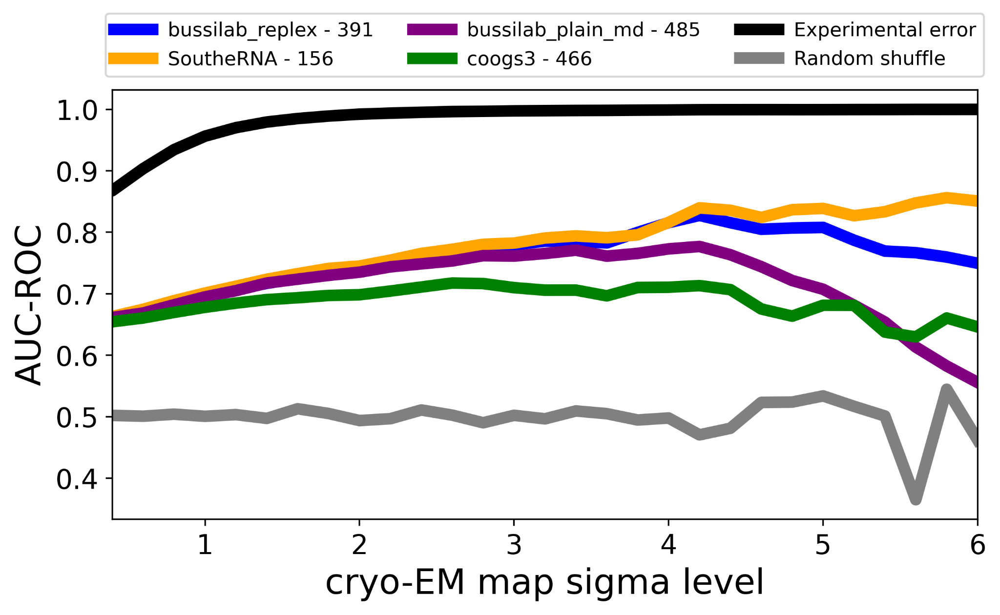 bussilab_replex - 391
SoutheRNA - 156
bussilab_plain_md - 485
coogs3 - 466
Experimental error
Random shuffle
AUC-ROC
1.0
0.9
0.8
0.7
0.6
0.5
0.4
1 2 3 4 5 6
cryo-EM map sigma level